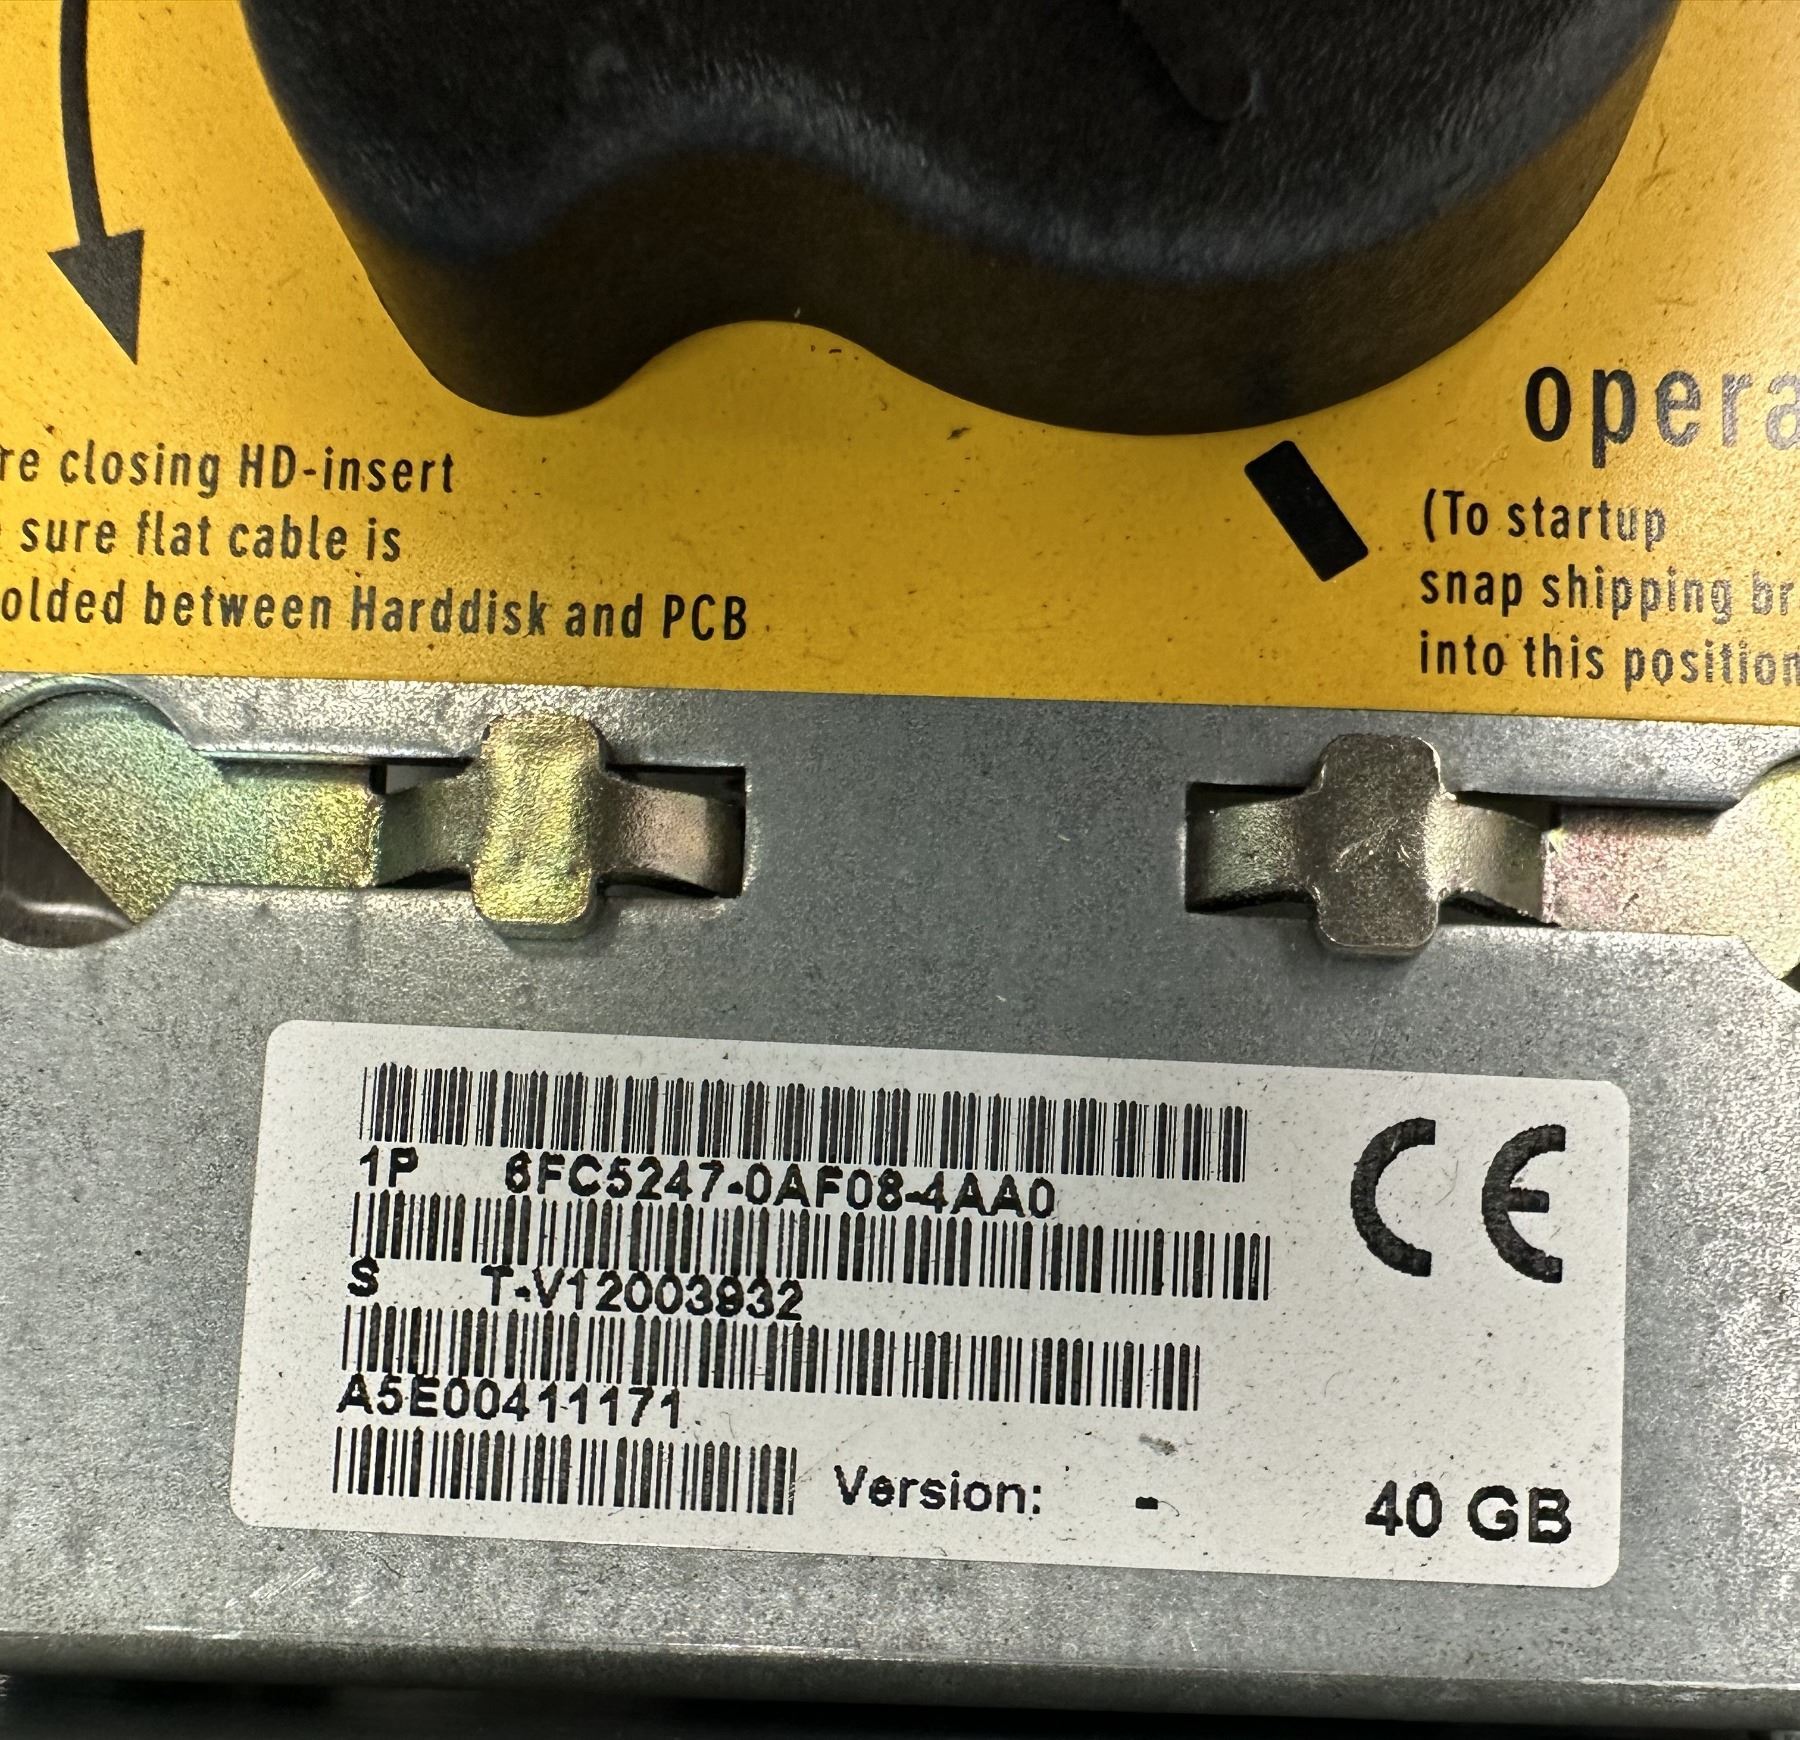 opera
re closing HD-insert
sure flat cable is
olded between Harddisk and PCB
(To startup
snap shipping br
into this position
1P 6FC5247-0AF08-4AA0
S T-V12003932
A5E00411171
Version: -
40 GB
CE